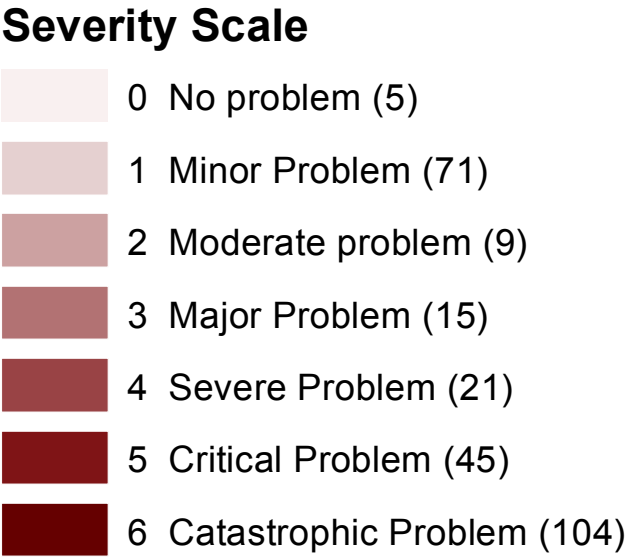 Severity Scale
0 No problem (5)
1 Minor Problem (71)
2 Moderate problem (9)
3 Major Problem (15)
4 Severe Problem (21)
5 Critical Problem (45)
6 Catastrophic Problem (104)